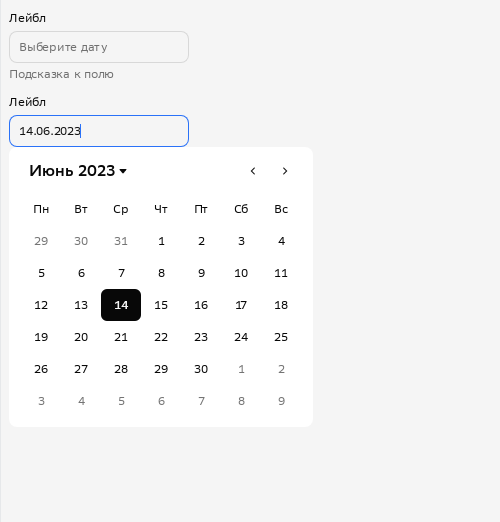 Лейбл
Выберите дату
Подсказка к полю
Лейбл
14.06.2023
Июнь 2023
Пн Вт Ср Чт Пт Сб Вс
29 30 31 1 2 3 4
5 6 7 8 9 10 11
12 13 14 15 16 17 18
19 20 21 22 23 24 25
26 27 28 29 30 1 2
3 4 5 6 7 8 9